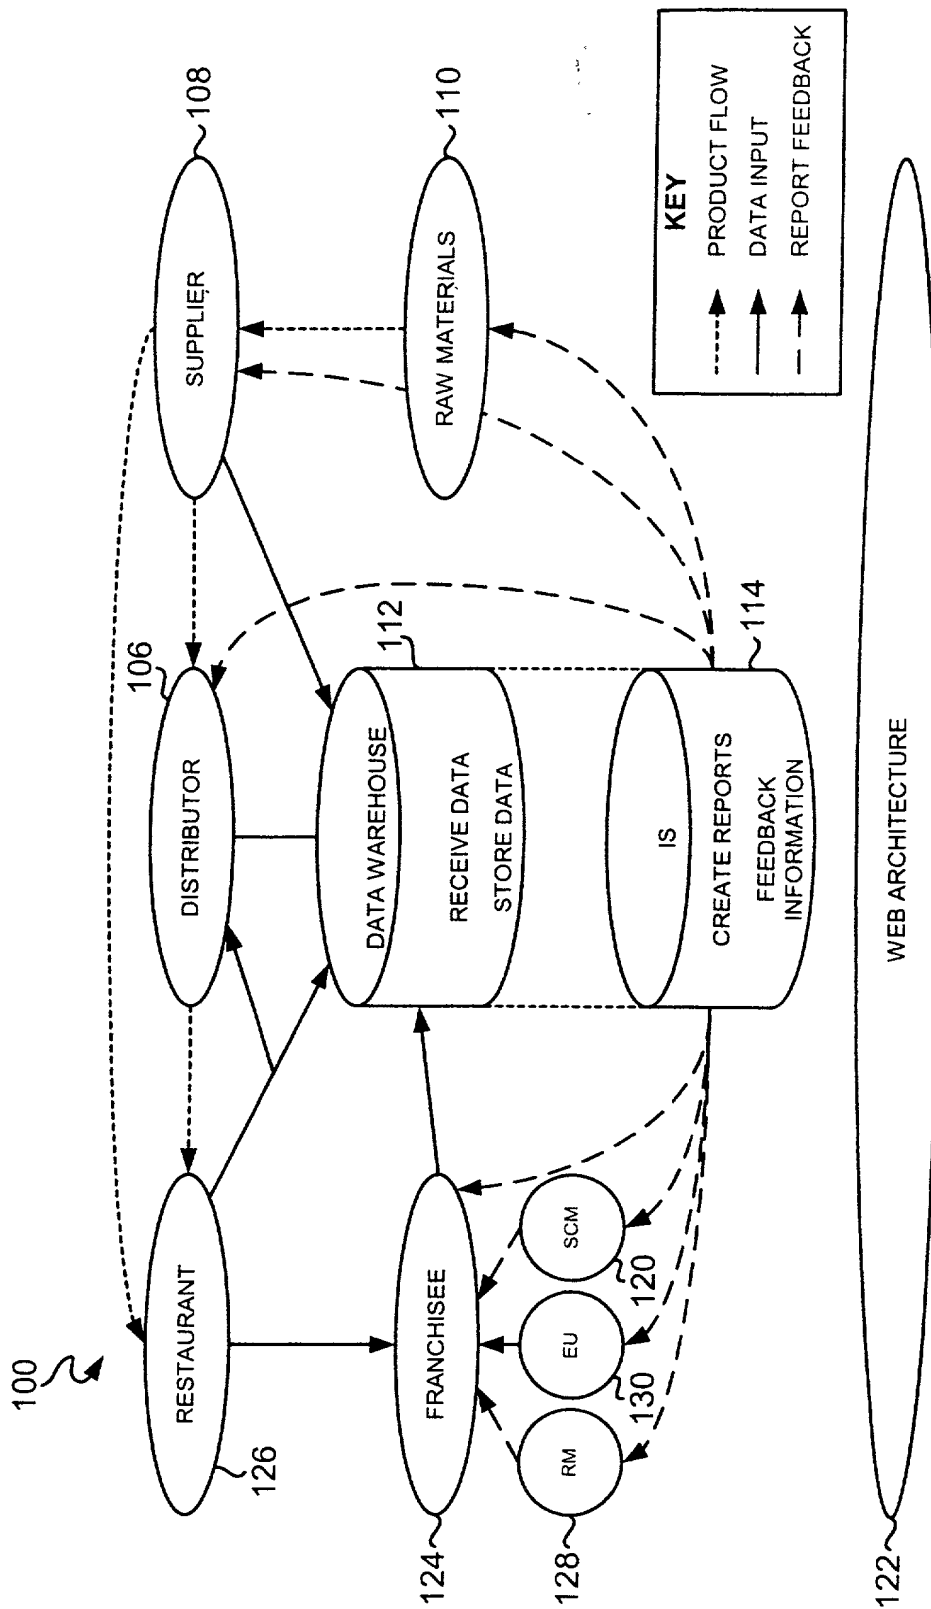 100
RESTAURANT
126
DISTRIBUTOR
106
SUPPLIER
108
FRANCHISEE
124
DATA WAREHOUSE
RECEIVE DATA
STORE DATA
112
RAW MATERIALS
110
RM
128
EU
130
SCM
120
IS
CREATE REPORTS
FEEDBACK
INFORMATION
114
KEY
PRODUCT FLOW
DATA INPUT
REPORT FEEDBACK
WEB ARCHITECTURE
122